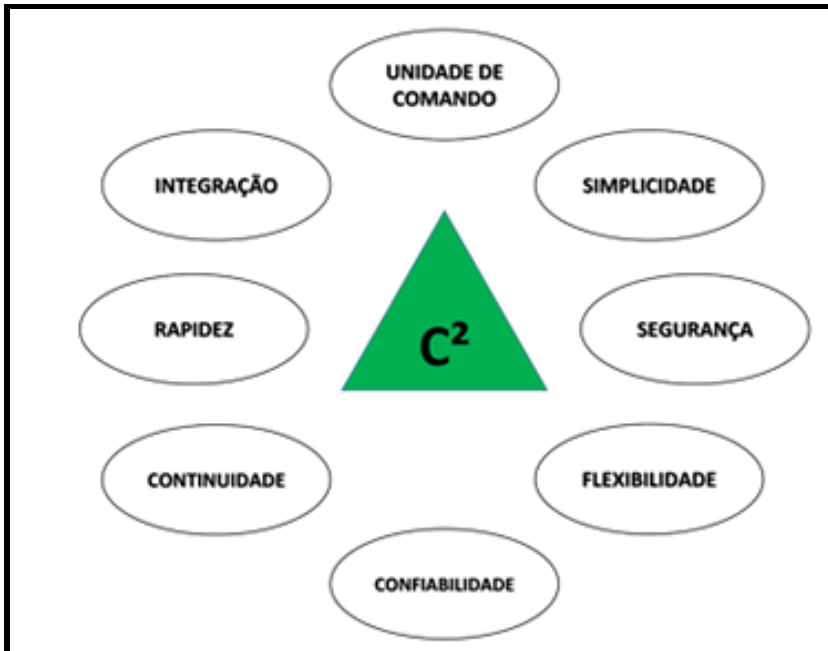 UNIDADE DE
COMANDO
INTEGRAÇÃO
SIMPLICIDADE
RAPIDEZ
C²
SEGURANÇA
CONTINUIDADE
FLEXIBILIDADE
CONFIABILIDADE